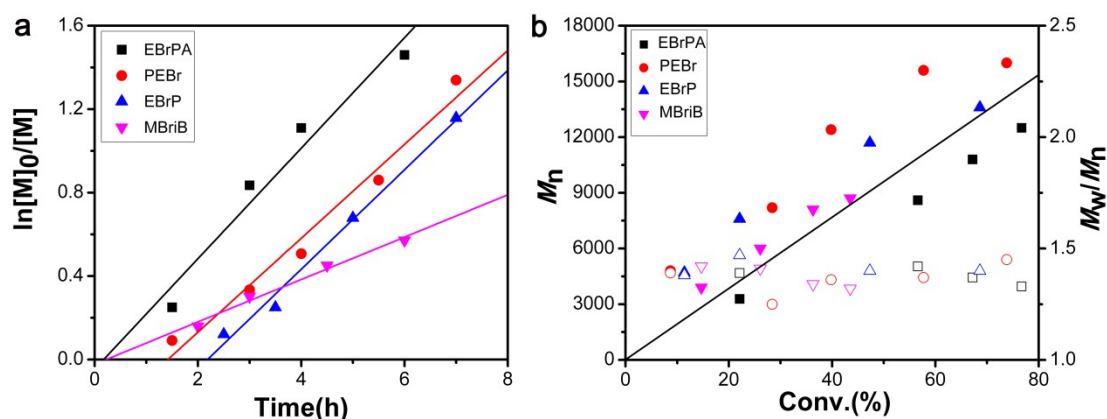 a
ln[M]0/[M]
1.6
1.2
0.8
0.4
0.0
EBrPA
PEBr
EBrP
MBriB
0 2 4 6 8
Time(h)
b
Mn
18000
15000
12000
9000
6000
3000
0
EBrPA
PEBr
EBrP
MBriB
2.5
2.0
1.5
1.0
Mw/Mn
0 20 40 60 80
Conv.(%)